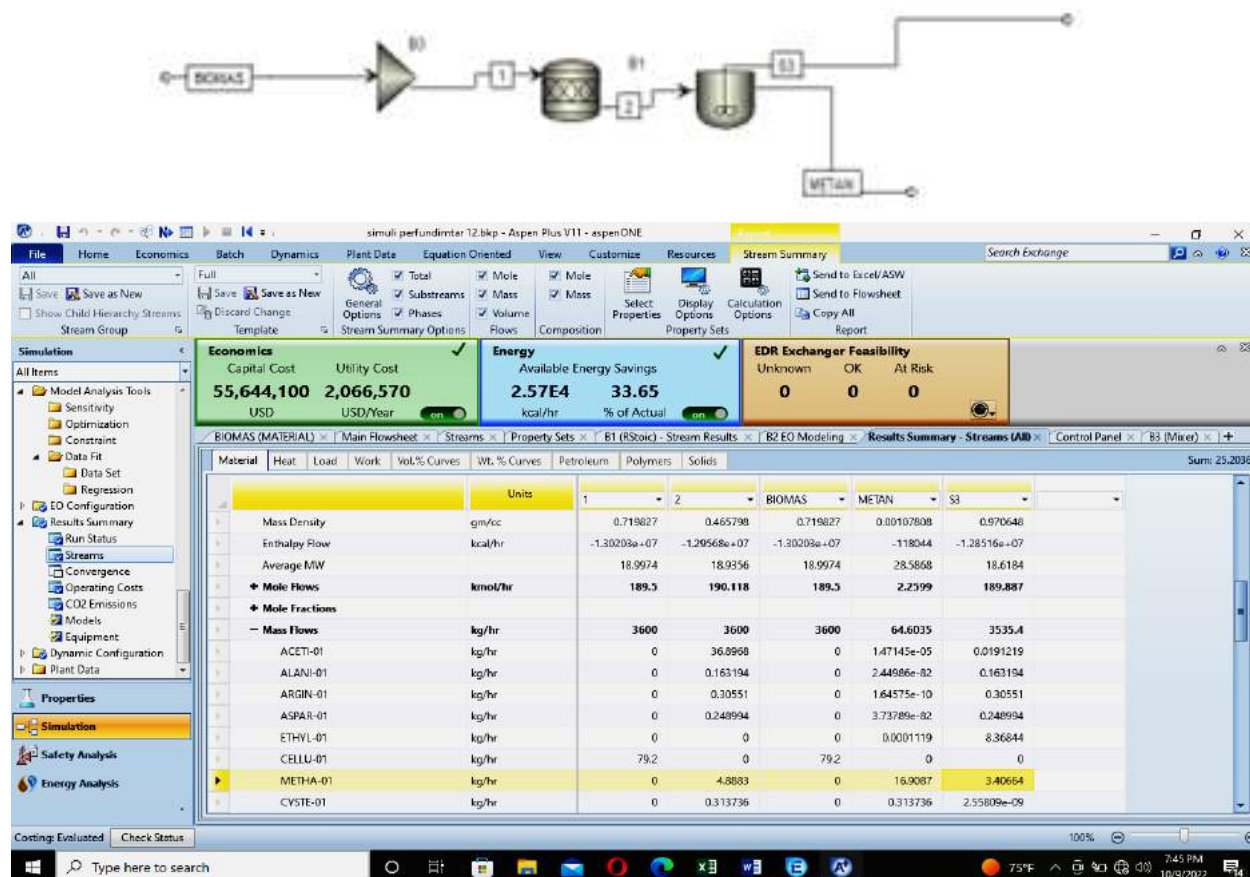 B3
BIOMAS
1
B1
2
S3
METAN
simuli perfundimtar 12.bkp - Aspen Plus V11 - aspenONE
File Home Economics Batch Dynamics Plant Data Equation Oriented View Customize Resources Stream Summary Search Exchange
All Full Total Mole Mole Send to Excel/ASW
Save Save as New Save Save as New General Options Substreams Mass Mass Select Properties Display Options Calculation Options Send to Flowsheet
Show Child Hierarchy Streams Discard Change Phases Volume Copy All
Stream Group Template Stream Summary Options Flows Composition Property Sets Report
Simulation Economics Energy EDR Exchanger Feasibility
All Items Capital Cost Utility Cost Available Energy Savings Unknown OK At Risk
Model Analysis Tools 55,644,100 2,066,570 2.57E4 33.65 0 0 0
Sensitivity USD USD/Year on kcal/hr % of Actual on
Optimization
Constraint BIOMAS (MATERIAL) Main Flowsheet Streams Property Sets B1 (RStoic) - Stream Results B2 EO Modeling Results Summary - Streams (All) Control Panel B3 (Mixer) +
Data Fit Material Heat Load Work Vol.% Curves Wt. % Curves Petroleum Polymers Solids Sum: 25.2036
Data Set
Regression Units 1 2 BIOMAS METAN S3
EO Configuration
Results Summary Mass Density gm/cc 0.719827 0.465798 0.719827 0.00107808 0.970648
Run Status Enthalpy Flow kcal/hr -1.30203e+07 -1.29568e+07 -1.30203e+07 -118044 -1.28516e+07
Streams Average MW 18.9974 18.9356 18.9974 28.5868 18.6184
Convergence Mole Flows kmol/hr 189.5 190.118 189.5 2.2599 189.887
Operating Costs Mole Fractions
CO2 Emissions Mass Flows kg/hr 3600 3600 3600 64.6035 3535.4
Models ACETI-01 kg/hr 0 36.8968 0 1.47145e-05 0.0191219
Equipment ALANI-01 kg/hr 0 0.163194 0 2.44986e-82 0.163194
Dynamic Configuration ARGIN-01 kg/hr 0 0.30551 0 1.64575e-10 0.30551
Plant Data ASPAR-01 kg/hr 0 0.248994 0 3.73789e-82 0.248994
Properties ETHYL-01 kg/hr 0 0 0 0.0001119 8.36844
Simulation CELLU-01 kg/hr 79.2 0 79.2 0 0
Safety Analysis METHA-01 kg/hr 0 4.8883 0 16.9087 3.40664
Energy Analysis CYSTE-01 kg/hr 0 0.313736 0 0.313736 2.55809e-09
Costing: Evaluated Check Status 100%
Type here to search 75°F 7:45 PM
10/9/2022